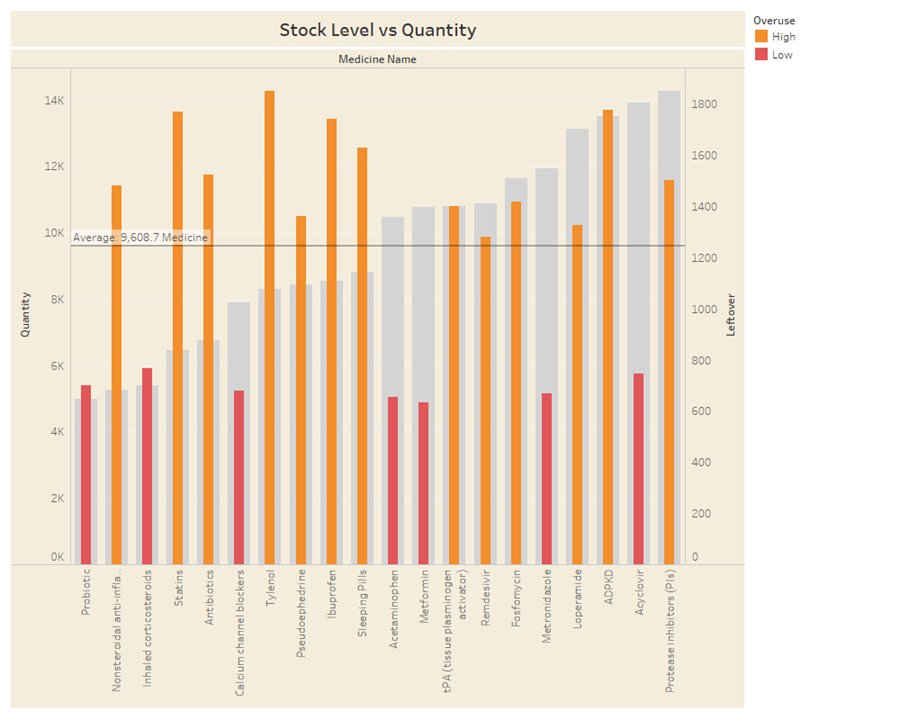 Stock Level vs Quantity
Overuse
High
Low
Medicine Name
14K
12K
10K
8K
6K
4K
2K
0K
Quantity
Average: 9,608.7 Medicine
1800
1600
1400
1200
1000
800
600
400
200
0
Leftover
Probiotic
Nonsteroidal anti-infla..
Inhaled corticosteroids
Statins
Antibiotics
Calcium channel blockers
Tylenol
Pseudoephedrine
Ibuprofen
Sleeping Pills
Acetaminophen
Metformin
tPA (tissue plasminogen
activator)
Remdesivir
Fosfomycin
Metronidazole
Loperamide
ADPKD
Acyclovir
Protease inhibitors (PIs)